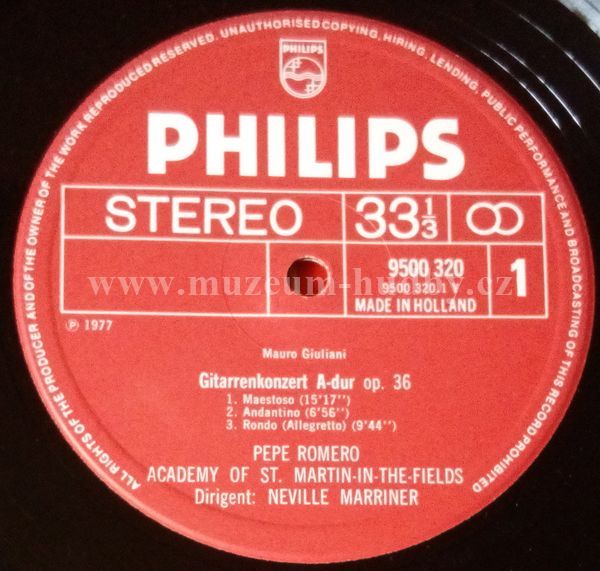 ALL RIGHTS OF THE PRODUCER AND OF THE OWNER OF THE WORK REPRODUCED RESERVED. UNAUTHORISED COPYING, HIRING, LENDING, PUBLIC PERFORMANCE AND BROADCASTING OF THIS RECORD PROHIBITED
PHILIPS
PHILIPS
STEREO 33 1/3
9500 320 1
9500 320.1 Y
MADE IN HOLLAND
www.muzeum-hudby.cz
Ⓟ 1977
Mauro Giuliani
Gitarrenkonzert A-dur op. 36
1. Maestoso (15'17'')
2. Andantino (6'56'')
3. Rondo (Allegretto) (9'44'')
PEPE ROMERO
ACADEMY OF ST. MARTIN-IN-THE-FIELDS
Dirigent: NEVILLE MARRINER